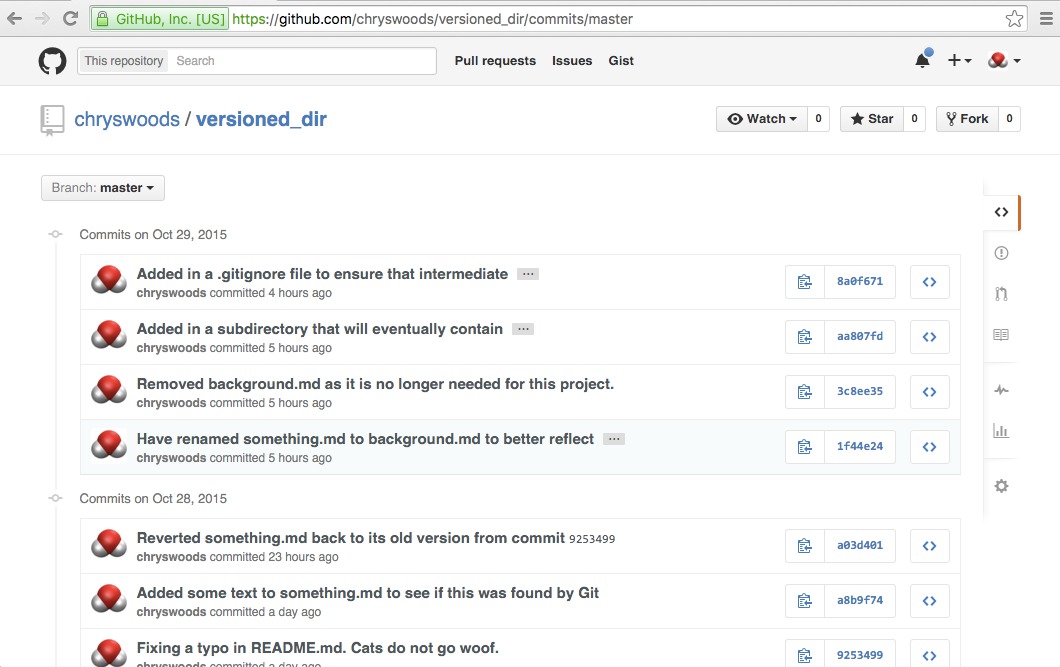 GitHub, Inc. [US] https://github.com/chryswoods/versioned_dir/commits/master
This repository Search Pull requests Issues Gist
chryswoods / versioned_dir Watch 0 Star 0 Fork 0
Branch: master
Commits on Oct 29, 2015
Added in a .gitignore file to ensure that intermediate ...
chryswoods committed 4 hours ago
8a0f671
Added in a subdirectory that will eventually contain ...
chryswoods committed 5 hours ago
aa807fd
Removed background.md as it is no longer needed for this project.
chryswoods committed 5 hours ago
3c8ee35
Have renamed something.md to background.md to better reflect ...
chryswoods committed 5 hours ago
1f44e24
Commits on Oct 28, 2015
Reverted something.md back to its old version from commit 9253499
chryswoods committed 23 hours ago
a03d401
Added some text to something.md to see if this was found by Git
chryswoods committed a day ago
a8b9f74
Fixing a typo in README.md. Cats do not go woof.
chryswoods committed a day ago
9253499